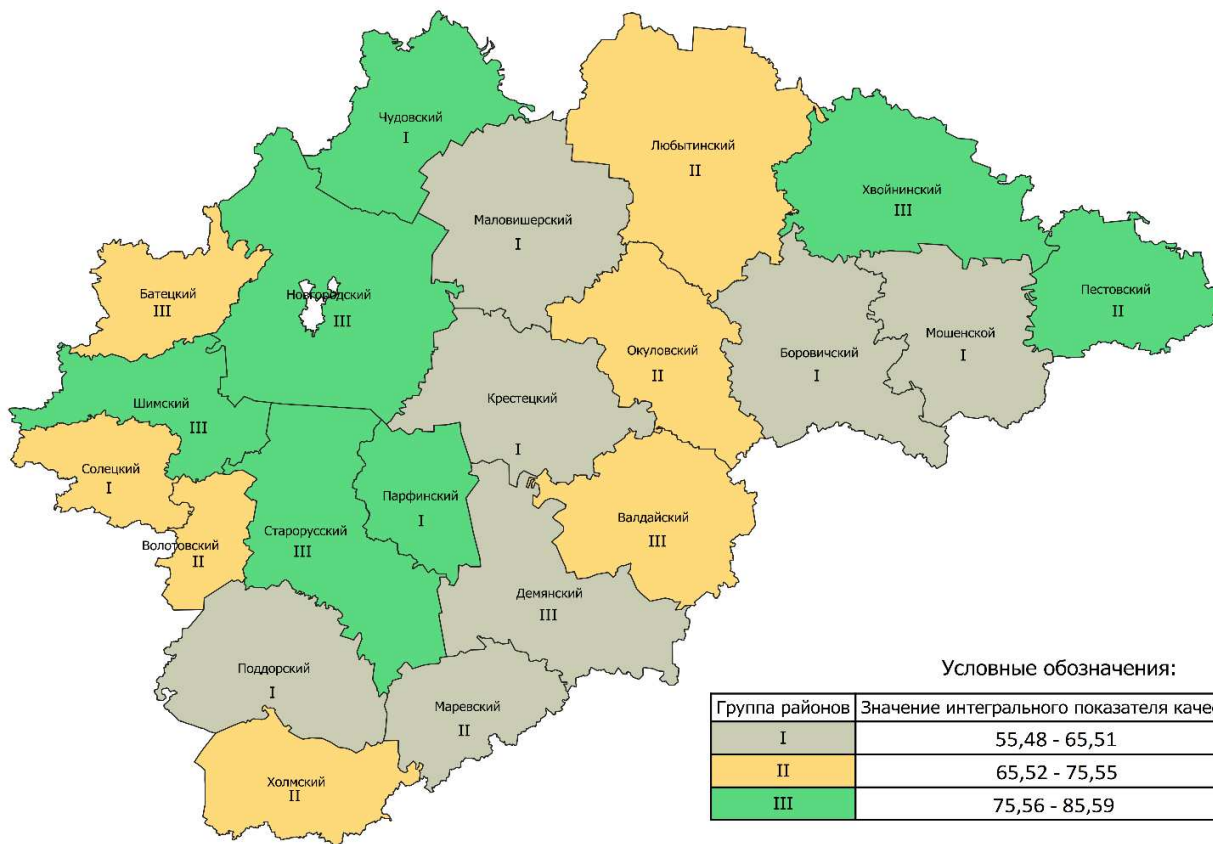 Чудовский
I
Любытинский
II
Хвойнинский
III
Маловишерский
I
Батецкий
III
Новгородский
III
Пестовский
II
Окуловский
II
Боровичский
I
Мошенской
I
Шимский
III
Крестецкий
I
Солецкий
I
Парфинский
I
Валдайский
III
Старорусский
III
Волотовский
II
Демянский
III
Поддорский
I
Маревский
II
Холмский
II
Условные обозначения:
Группа районов Значение интегрального показателя качес
I 55,48 - 65,51
II 65,52 - 75,55
III 75,56 - 85,59